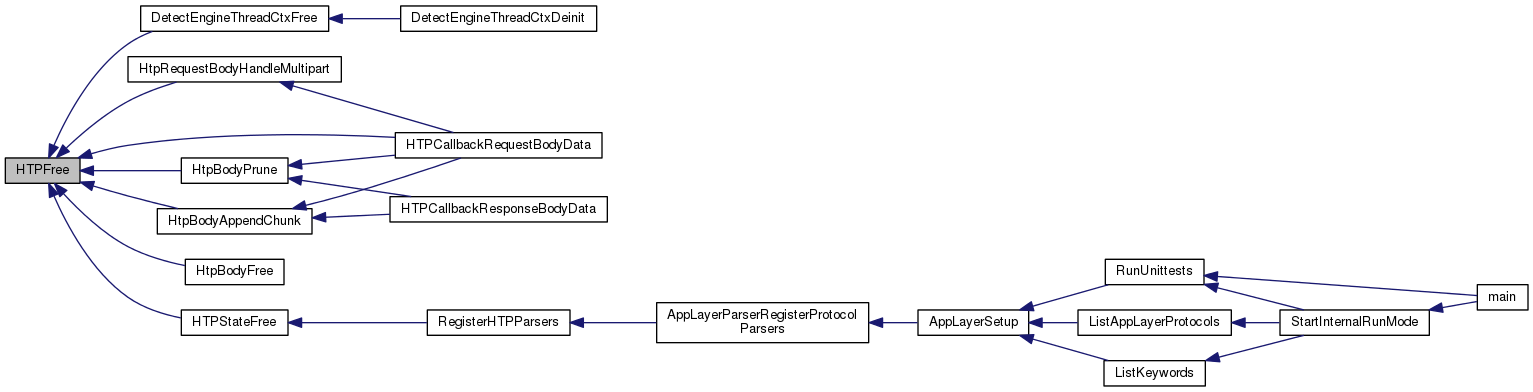 DetectEngineThreadCtxFree
DetectEngineThreadCtxDeinit
HtpRequestBodyHandleMultipart
HTPCallbackRequestBodyData
HTPFree
HtpBodyPrune
HTPCallbackResponseBodyData
HtpBodyAppendChunk
HtpBodyFree
RunUnittests
main
HTPStateFree
RegisterHTPParsers
AppLayerParserRegisterProtocol
Parsers
AppLayerSetup
ListAppLayerProtocols
StartInternalRunMode
ListKeywords